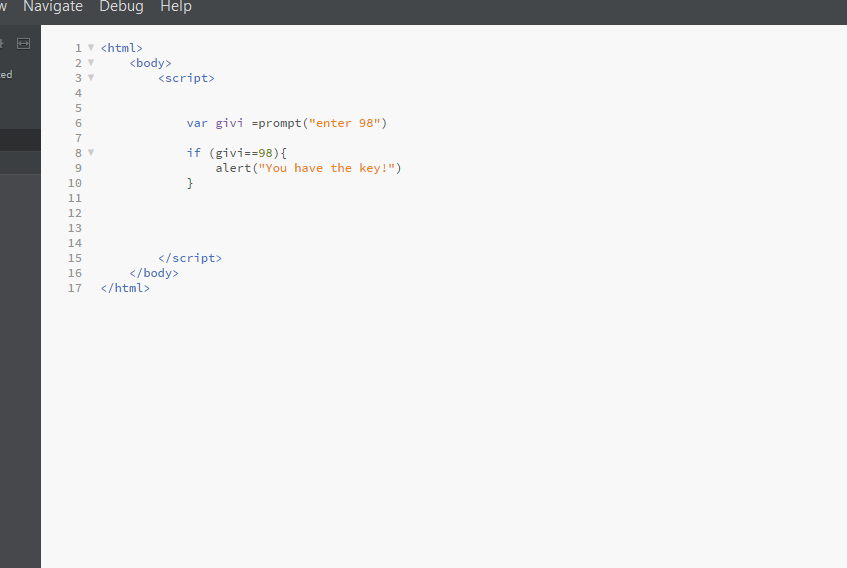 Navigate Debug Help
1 <html>
2 <body>
3 <script>
4
5
6 var givi =prompt("enter 98")
7
8 if (givi==98){
9 alert("You have the key!")
10 }
11
12
13
14
15 </script>
16 </body>
17 </html>